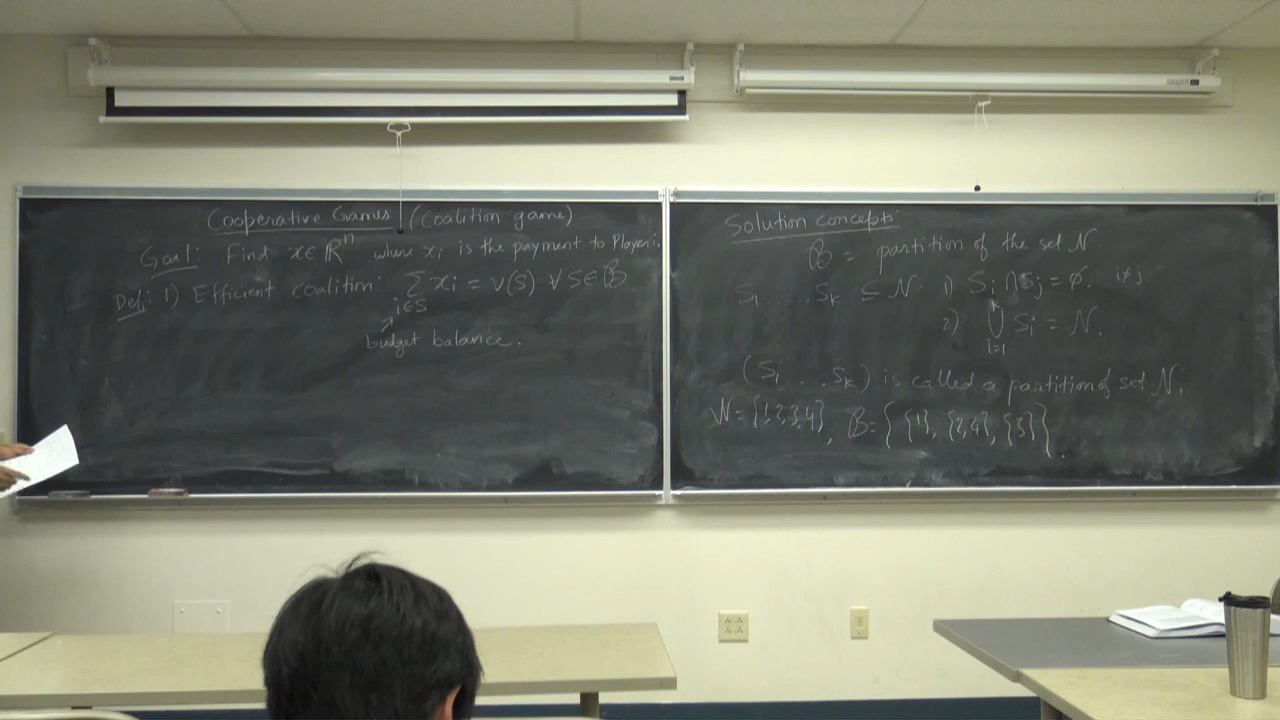 Cooperative Games (Coalition game)
Goal: Find x ∈ ℝⁿ where xᵢ is the payment to Player i.
Def: 1) Efficient coalition: ∑ xᵢ = v(S) ∀ S ∈ ℬ
i∈S
budget balance.
Solution concepts:
ℬ = partition of the set N.
S₁ .... Sₖ ⊆ N 1) Sᵢ ∩ Sⱼ = ∅. i≠j
k
2) ⋃ Sᵢ = N.
i=1
(S₁ .... Sₖ) is called a partition of set N.
N = {1,2,3,4}, ℬ = { {1}, {2,4}, {3} }.